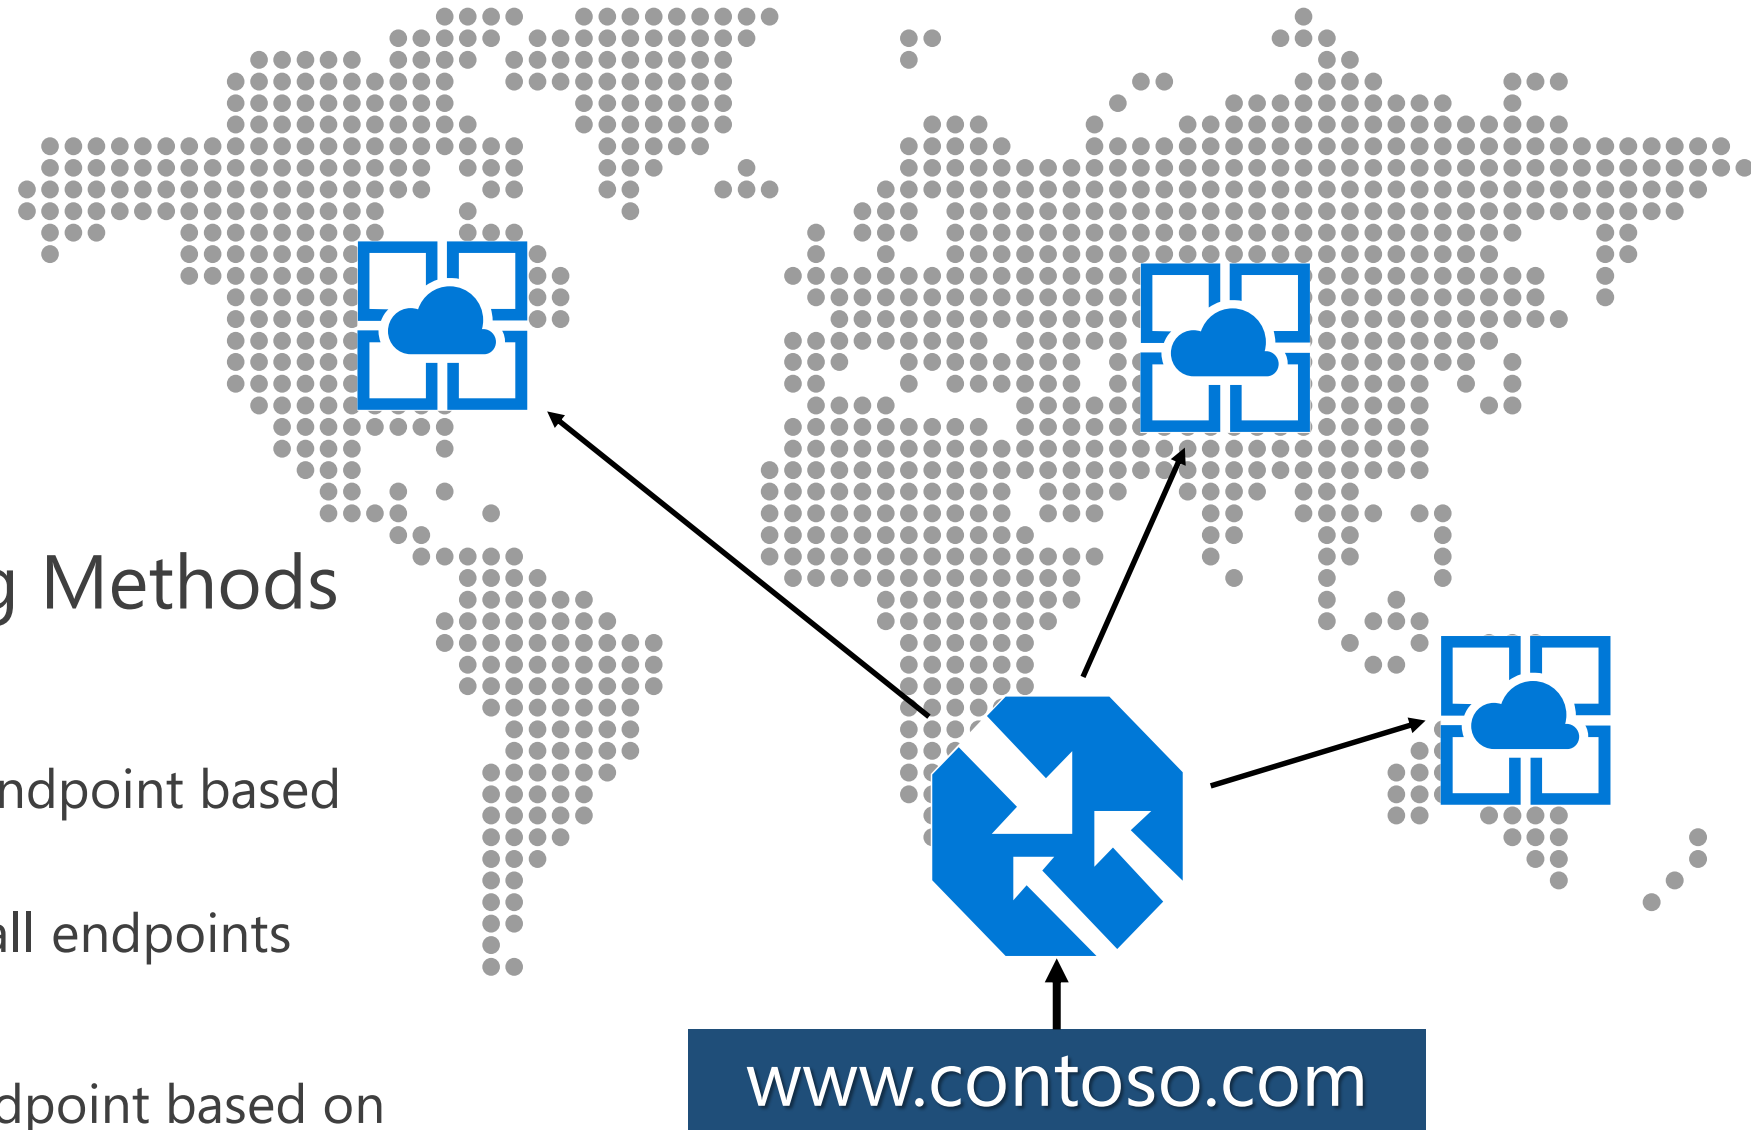 g Methods
ndpoint based
all endpoints
dpoint based on
www.contoso.com